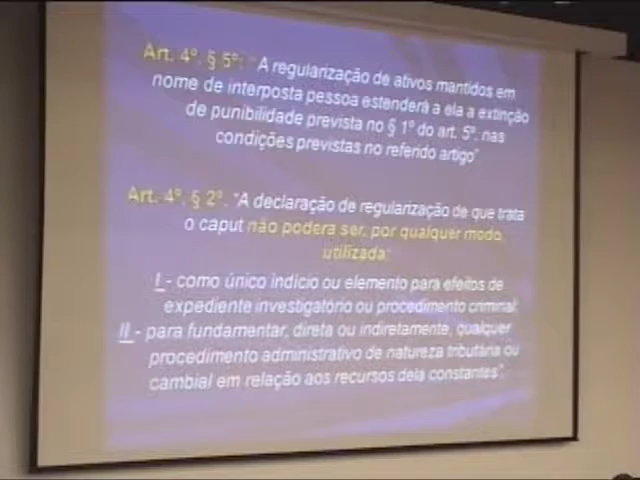 Art. 4º. § 5º: "A regularização de ativos mantidos em
nome de interposta pessoa estenderá a ela a extinção
de punibilidade prevista no § 1º do art. 5º, nas
condições previstas no referido artigo"
Art. 4º. § 2º. "A declaração de regularização de que trata
o caput não poderá ser, por qualquer modo,
utilizada:
I - como único indício ou elemento para efeitos de
expediente investigatório ou procedimento criminal;
II - para fundamentar, direta ou indiretamente, qualquer
procedimento administrativo de natureza tributária ou
cambial em relação aos recursos dela constantes".